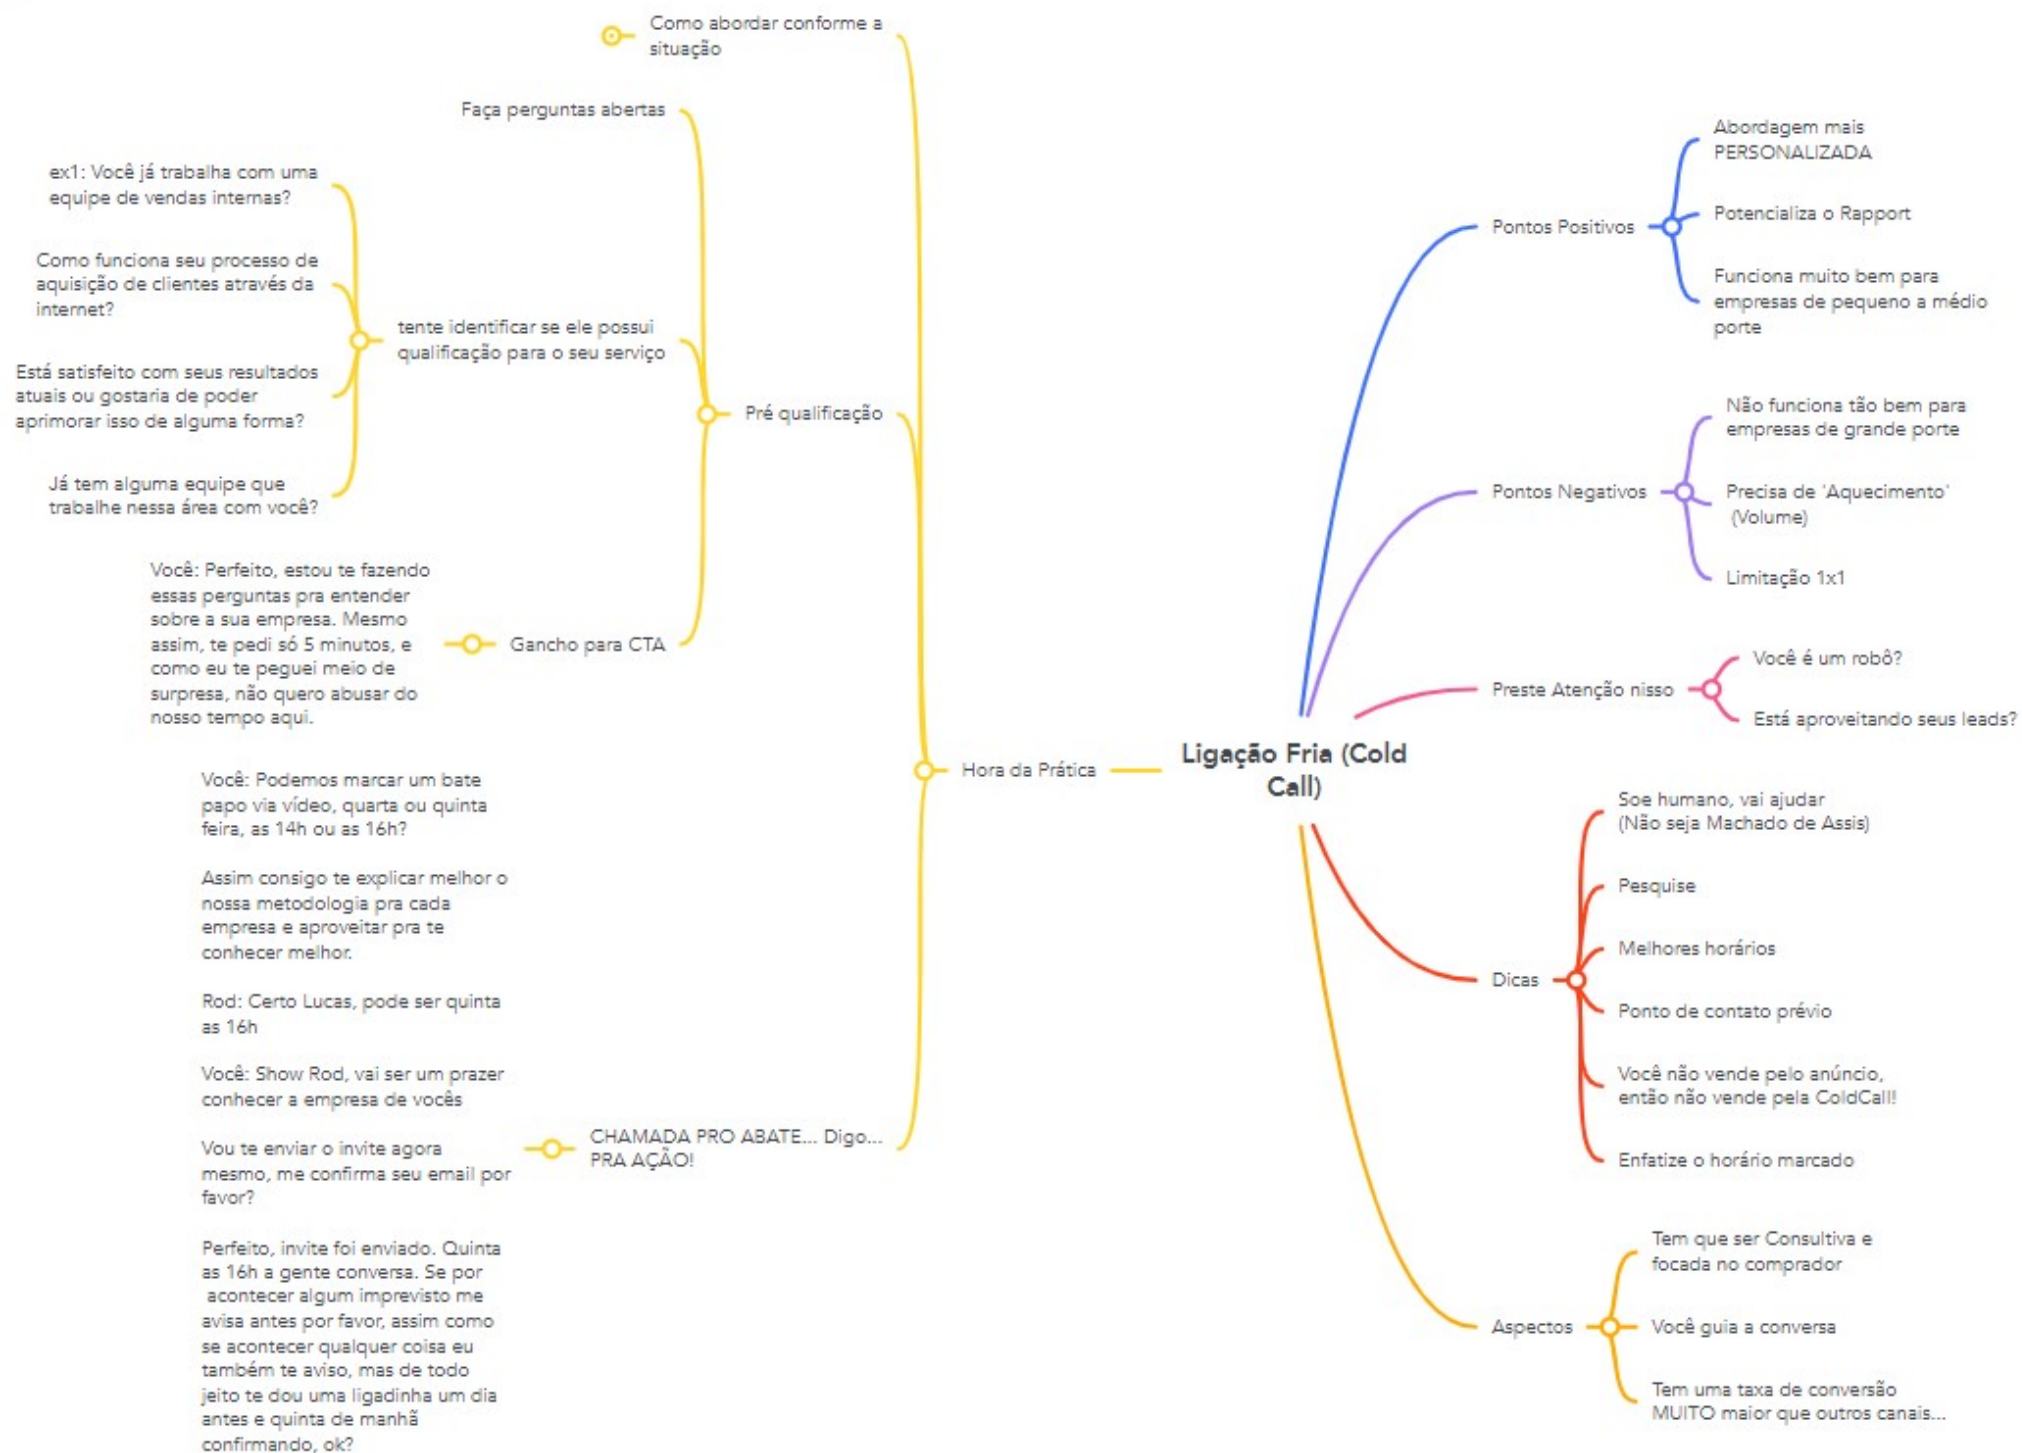 Como abordar conforme a
situação
Faça perguntas abertas
ex1: Você já trabalha com uma
equipe de vendas internas?
Como funciona seu processo de
aquisição de clientes através da
internet?
Está satisfeito com seus resultados
atuais ou gostaria de poder
aprimorar isso de alguma forma?
Já tem alguma equipe que
trabalhe nessa área com você?
tente identificar se ele possui
qualificação para o seu serviço
Pré qualificação
Você: Perfeito, estou te fazendo
essas perguntas pra entender
sobre a sua empresa. Mesmo
assim, te pedi só 5 minutos, e
como eu te peguei meio de
surpresa, não quero abusar do
nosso tempo aqui.
Gancho para CTA
Hora da Prática
Você: Podemos marcar um bate
papo via vídeo, quarta ou quinta
feira, as 14h ou as 16h?
Assim consigo te explicar melhor o
nossa metodologia pra cada
empresa e aproveitar pra te
conhecer melhor.
Rod: Certo Lucas, pode ser quinta
as 16h
Você: Show Rod, vai ser um prazer
conhecer a empresa de vocês
Vou te enviar o invite agora
mesmo, me confirma seu email por
favor?
Perfeito, invite foi enviado. Quinta
as 16h a gente conversa. Se por
acontecer algum imprevisto me
avisa antes por favor, assim como
se acontecer qualquer coisa eu
também te aviso, mas de todo
jeito te dou uma ligadinha um dia
antes e quinta de manhã
confirmando, ok?
CHAMADA PRO ABATE... Digo...
PRA AÇÃO!
Ligação Fria (Cold
Call)
Pontos Positivos
Abordagem mais
PERSONALIZADA
Potencializa o Rapport
Funciona muito bem para
empresas de pequeno a médio
porte
Pontos Negativos
Não funciona tão bem para
empresas de grande porte
Precisa de 'Aquecimento'
(Volume)
Limitação 1x1
Preste Atenção nisso
Você é um robô?
Está aproveitando seus leads?
Dicas
Soe humano, vai ajudar
(Não seja Machado de Assis)
Pesquise
Melhores horários
Ponto de contato prévio
Você não vende pelo anúncio,
então não vende pela ColdCall!
Enfatize o horário marcado
Aspectos
Tem que ser Consultiva e
focada no comprador
Você guia a conversa
Tem uma taxa de conversão
MUITO maior que outros canais...